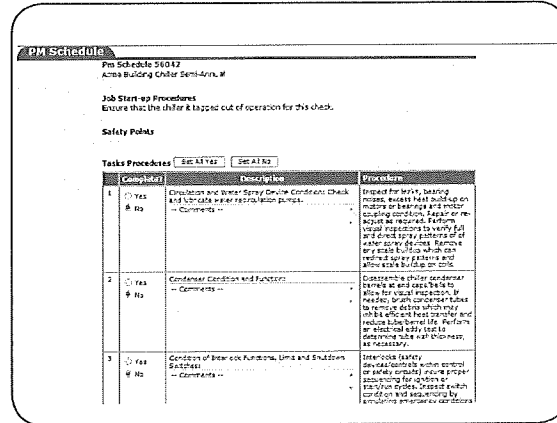 PM Schedule
Pm Schedule 56042
Acme Building Chiller Semi-Annual
Job Start-up Procedures
Ensure that the chiller is tagged out of operation for this check.
Safety Points
Tasks Procedures Set All Yes Set All No
Complete? Description Procedure
1 Yes No
Circulation and Water Spray Device Conditions Check
and lubricate water recirculation pumps.
-- Comments --
Inspect for leaks, bearing
noises, excess heat build-up on
motors or bearings and motor
coupling condition. Repair or re-
adjust as required. Perform
visual inspections to verify full
and direct spray patterns of of
water spray devices. Remove
any scale buildup which can
redirect spray patterns and
allow scale buildup on coils.
2 Yes No
Condenser Condition and Function
-- Comments --
Disassemble chiller condenser
barrels at end caps/bells to
allow for visual inspection. If
needed, brush condenser tubes
to remove debris which may
inhibit efficient heat transfer and
reduce tube/barrel life. Perform
an electrical eddy test to
determine tube wall thickness,
as necessary.
3 Yes No
Condition of Interlock Functions, Limits and Shutdown
Switches
-- Comments --
Interlocks (safety
devices/controls within control
or safety circuits) insure proper
sequencing for ignition or
start/run cycles. Inspect switch
condition and sequencing by
simulating emergency conditions